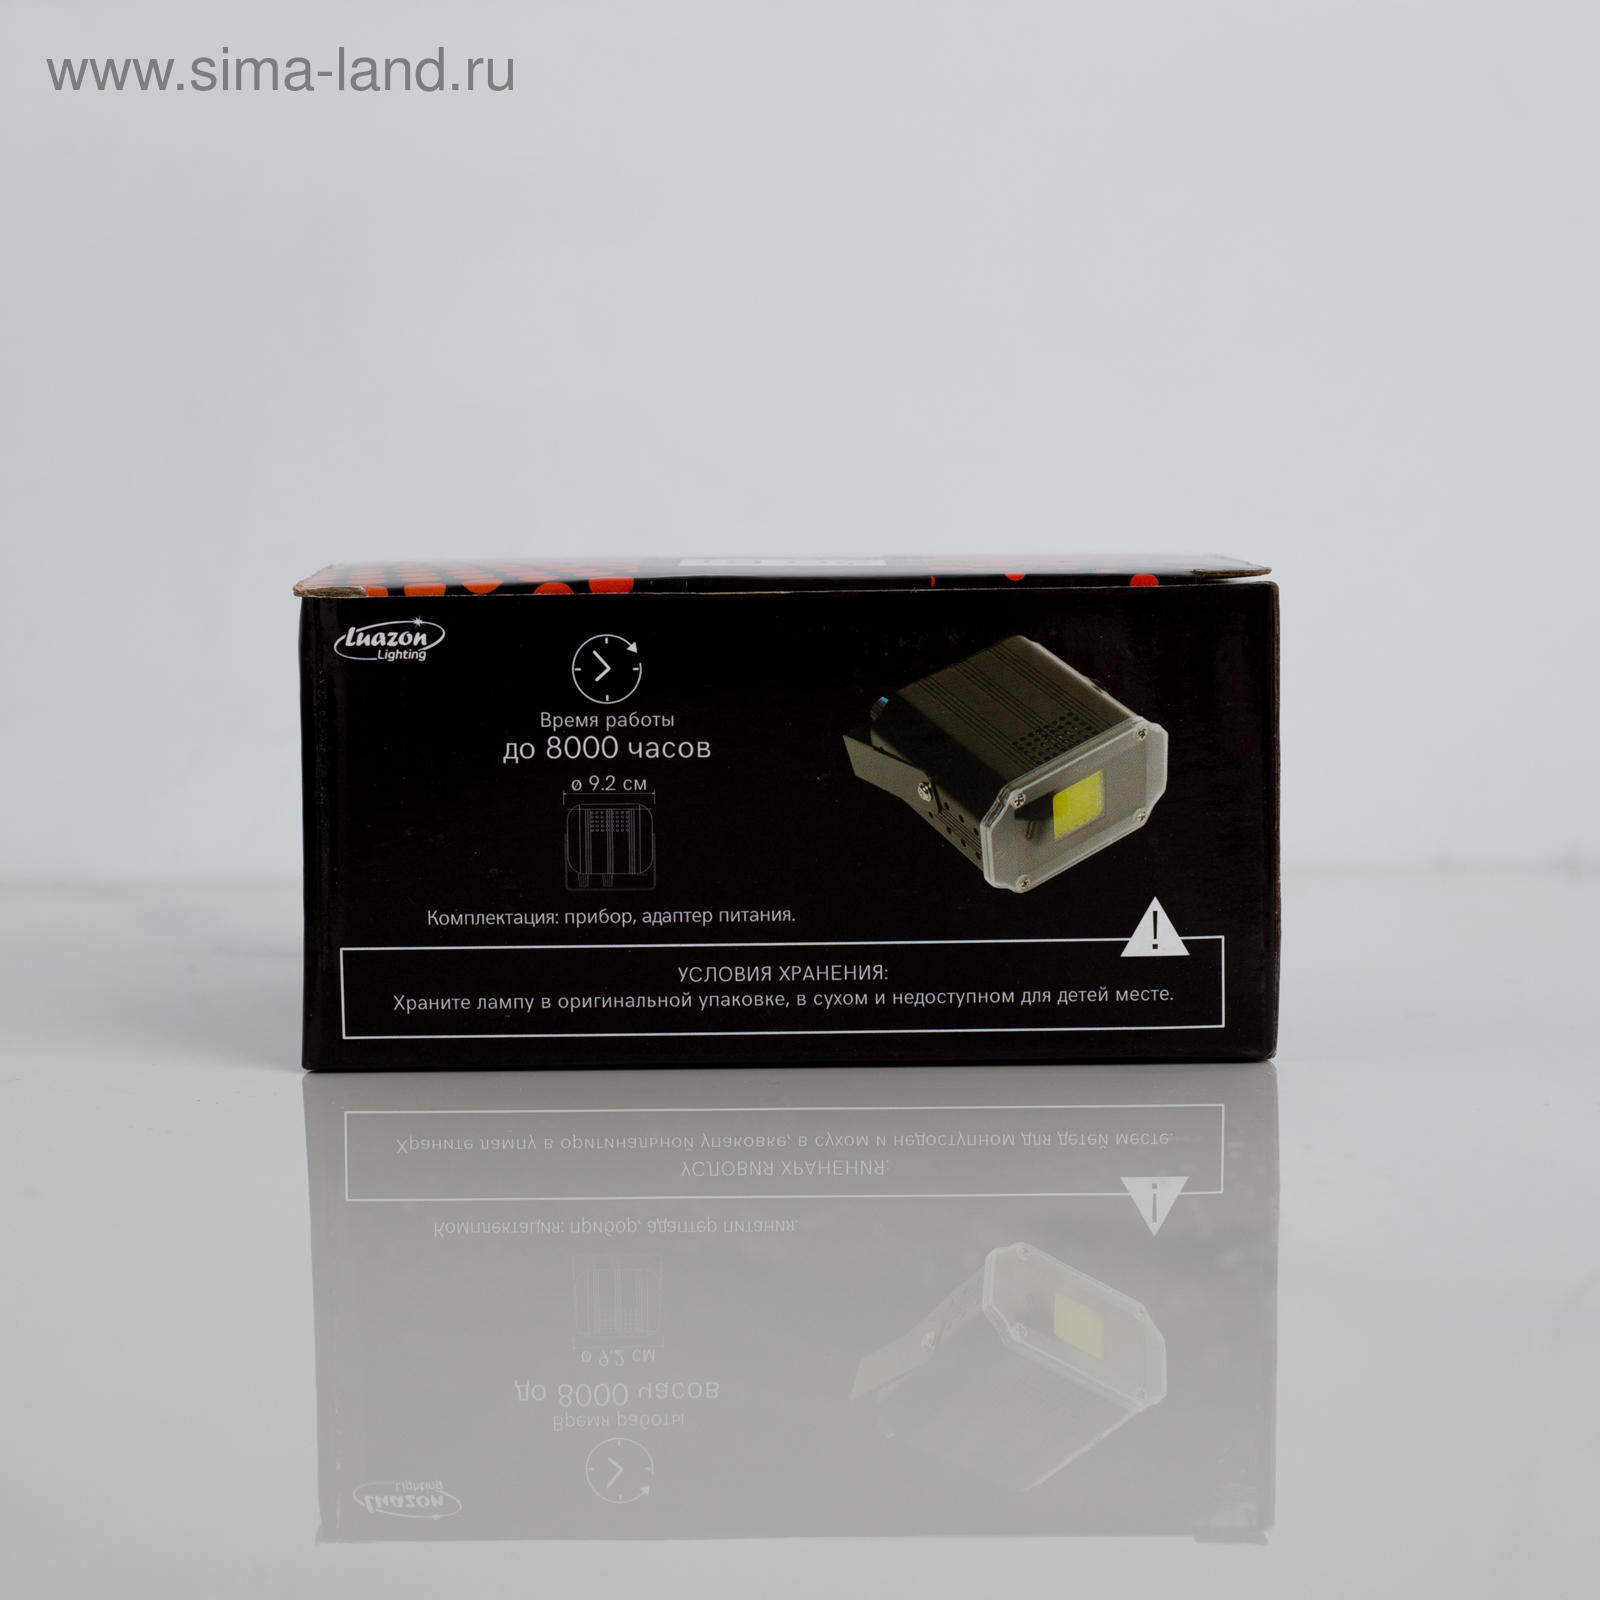 www.sima-land.ru
Luazon
Lighting
Время работы
до 8000 часов
ø 9.2 см
Комплектация: прибор, адаптер питания.
УСЛОВИЯ ХРАНЕНИЯ:
Храните лампу в оригинальной упаковке, в сухом и недоступном для детей месте.